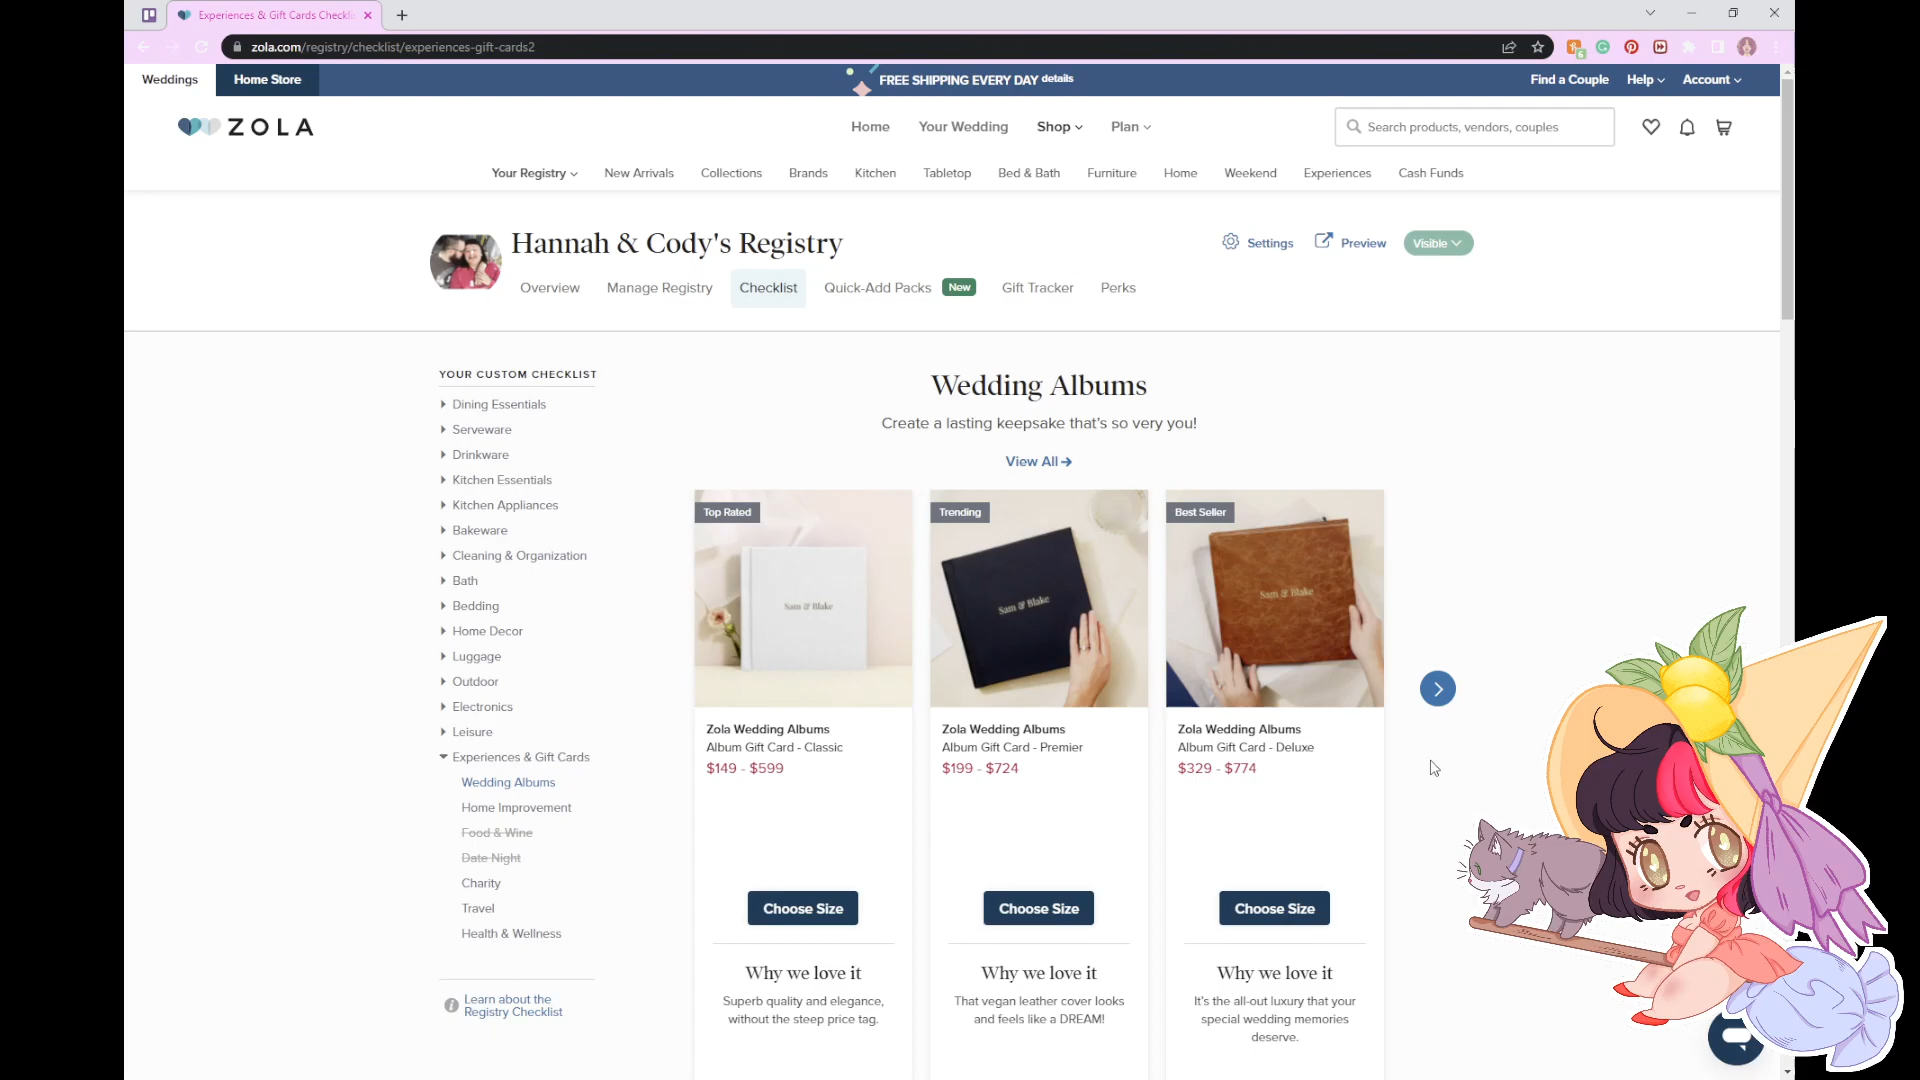 Experiences & Gift Cards Checkli
zola.com/registry/checklist/experiences-gift-cards2
6
Weddings
Home Store
FREE SHIPPING EVERY DAY details
Find a Couple
Help
Account
ZOLA
Home
Your Wedding
Shop
Plan
Search products, vendors, couples
Your Registry
New Arrivals
Collections
Brands
Kitchen
Tabletop
Bed & Bath
Furniture
Home
Weekend
Experiences
Cash Funds
Hannah & Cody's Registry
Settings
Preview
Visible
Overview
Manage Registry
Checklist
Quick-Add Packs
New
Gift Tracker
Perks
YOUR CUSTOM CHECKLIST
Dining Essentials
Serveware
Drinkware
Kitchen Essentials
Kitchen Appliances
Bakeware
Cleaning & Organization
Bath
Bedding
Home Decor
Luggage
Outdoor
Electronics
Leisure
Experiences & Gift Cards
Wedding Albums
Home Improvement
Food & Wine
Date Night
Charity
Travel
Health & Wellness
Learn about the
Registry Checklist
Wedding Albums
Create a lasting keepsake that's so very you!
View All
Top Rated
Sam & Blake
Zola Wedding Albums
Album Gift Card - Classic
$149 - $599
Choose Size
Why we love it
Superb quality and elegance,
without the steep price tag.
Trending
Sam & Blake
Zola Wedding Albums
Album Gift Card - Premier
$199 - $724
Choose Size
Why we love it
That vegan leather cover looks
and feels like a DREAM!
Best Seller
Sam & Blake
Zola Wedding Albums
Album Gift Card - Deluxe
$329 - $774
Choose Size
Why we love it
It's the all-out luxury that your
special wedding memories
deserve.